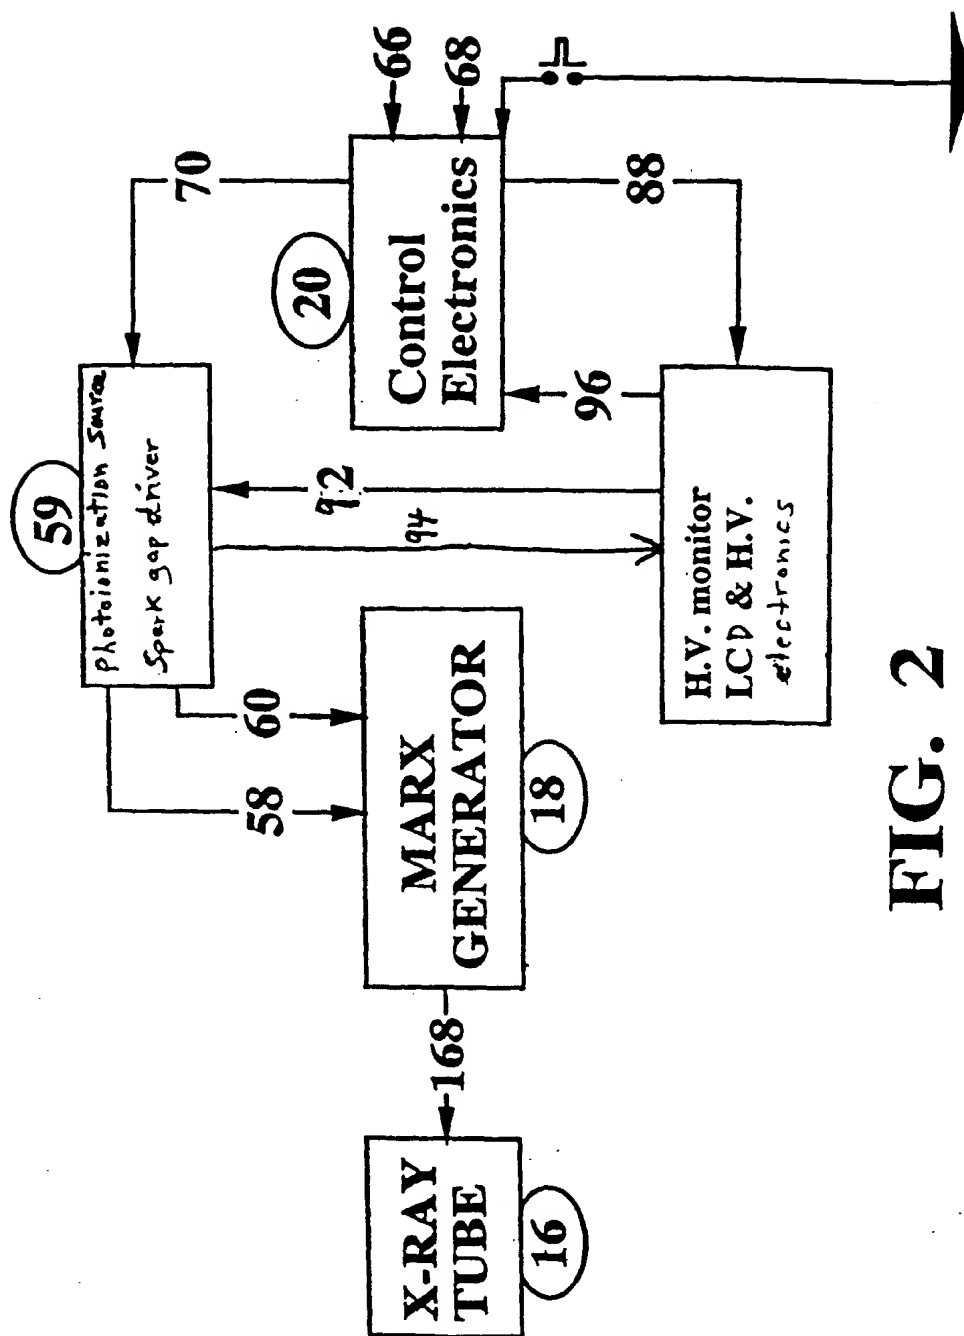 59
photoionization source
spark gap driver
70
58
60
92
94
20
Control
Electronics
66
68
X-RAY
TUBE
16
168
MARX
GENERATOR
18
96
88
H.V. monitor
LCD & H.V.
electronics
FIG. 2